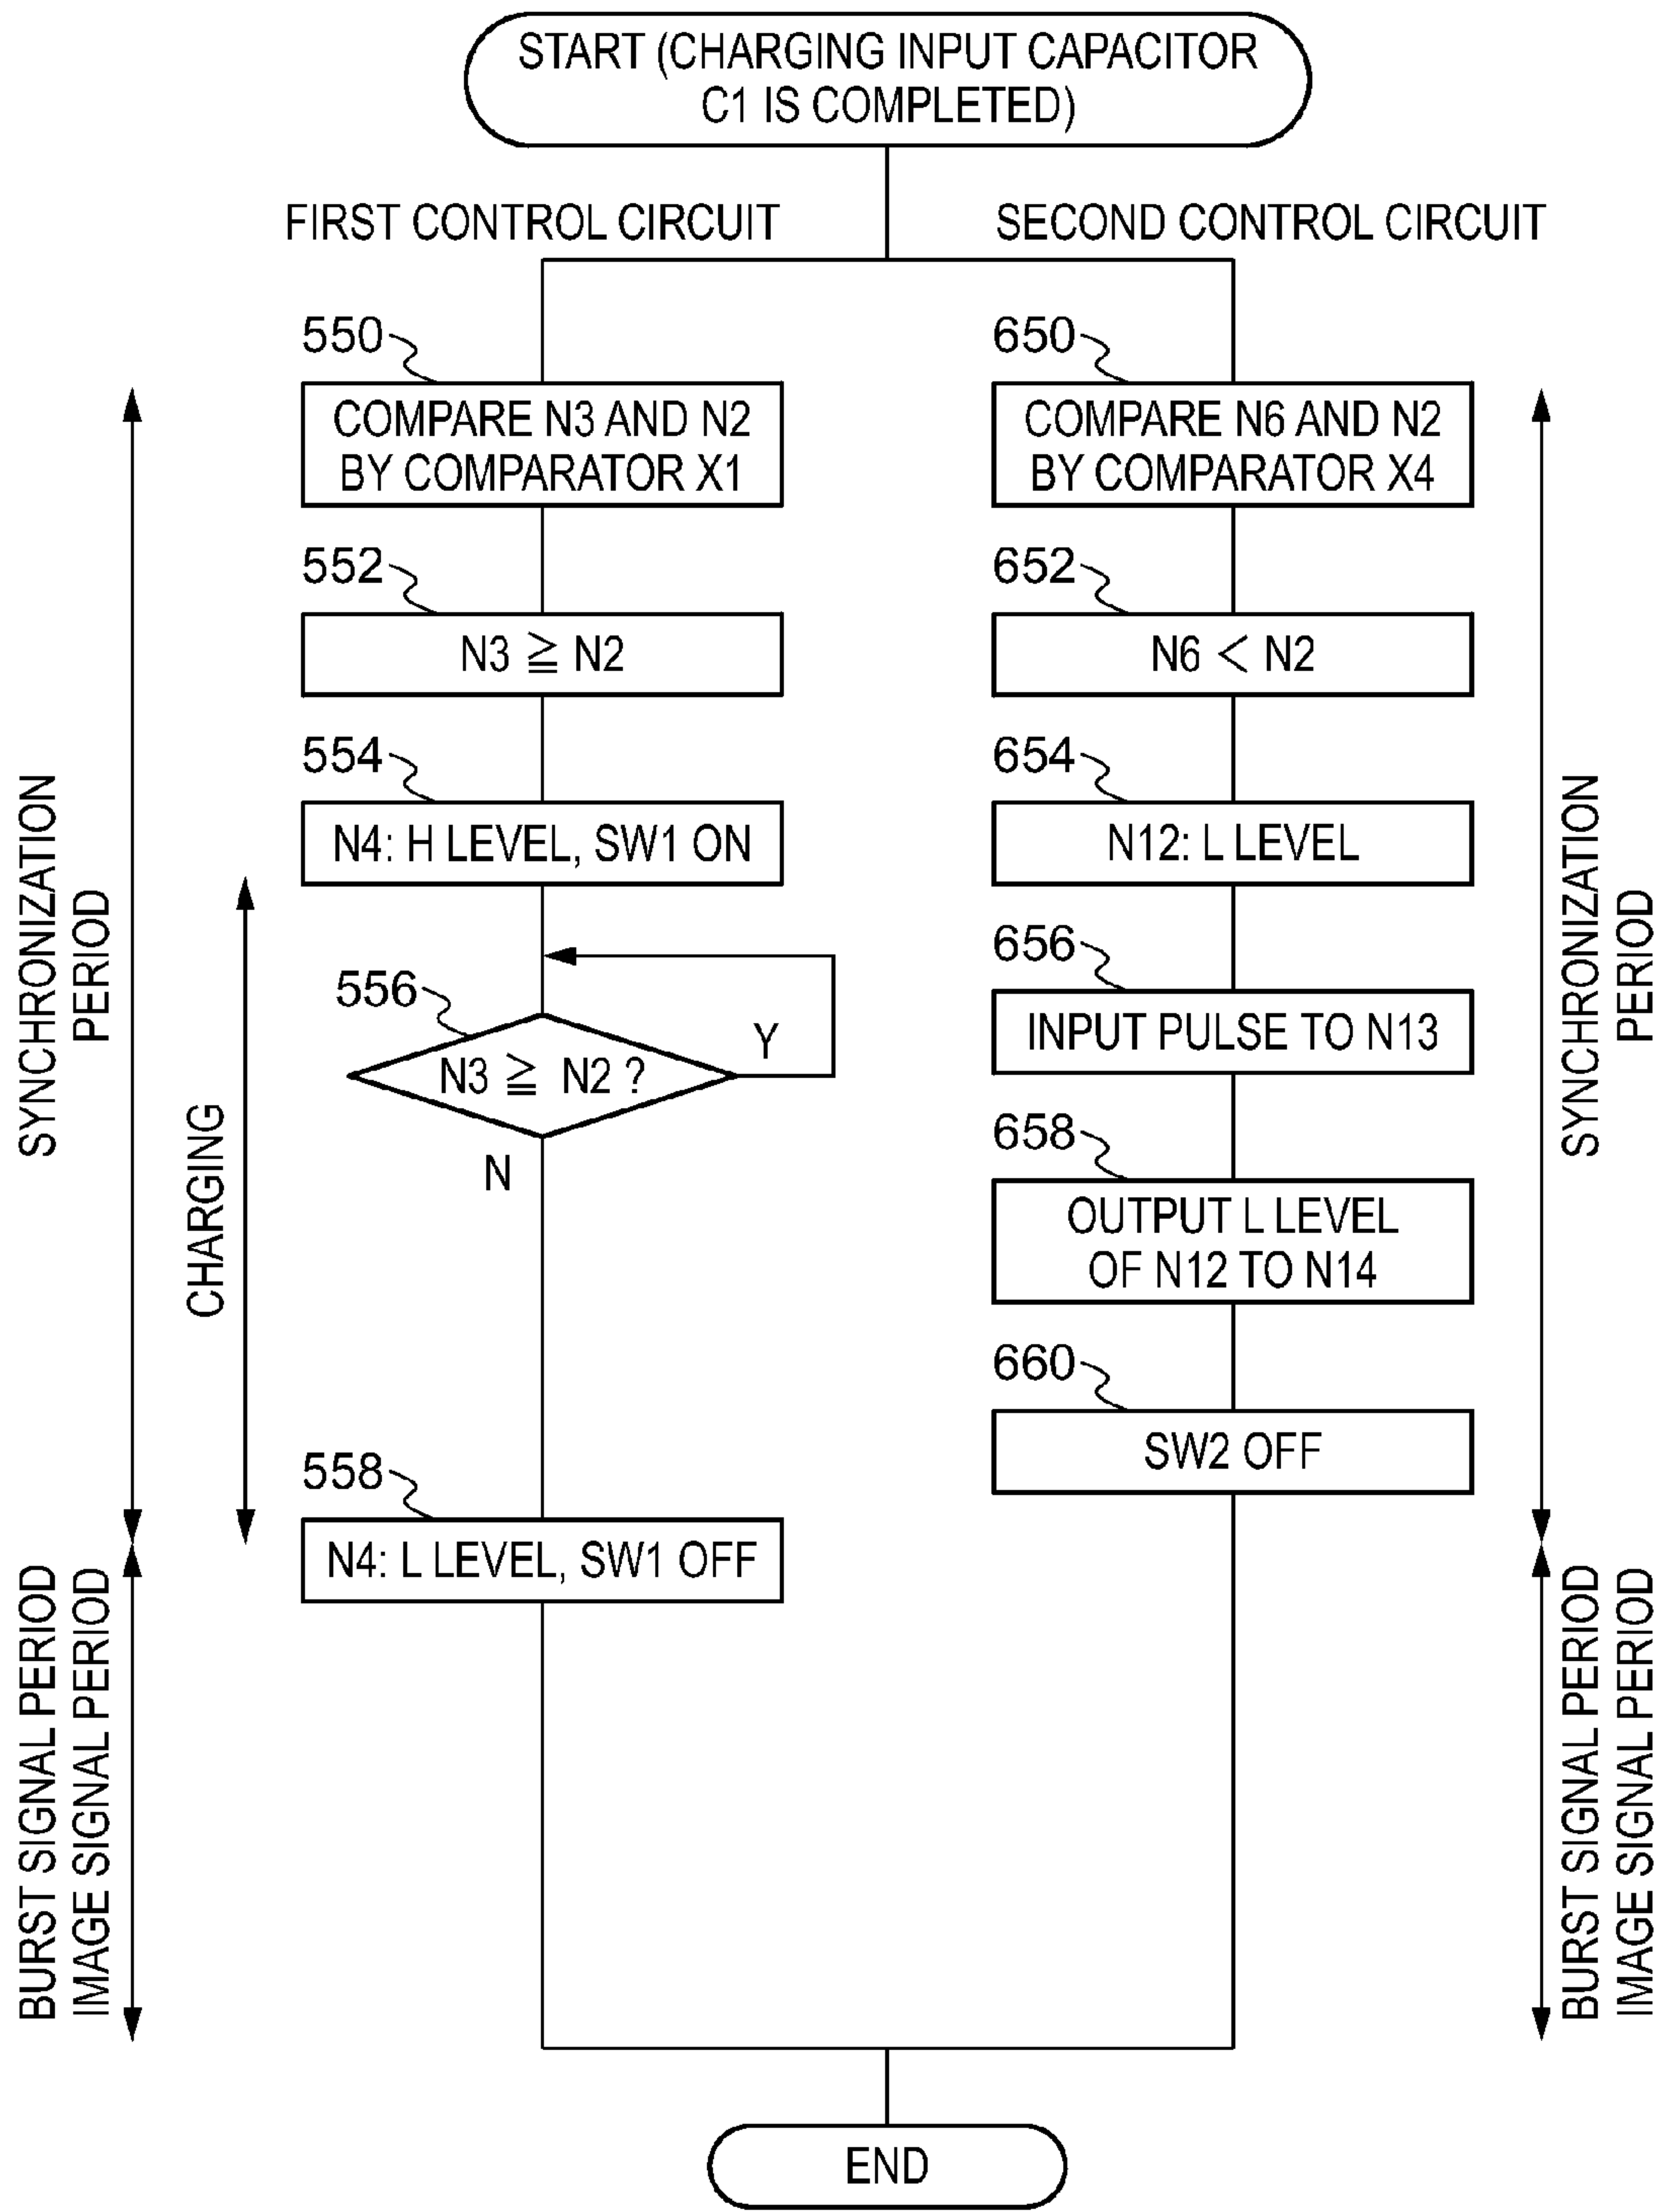 START (CHARGING INPUT CAPACITOR
C1 IS COMPLETED)
FIRST CONTROL CIRCUIT
SECOND CONTROL CIRCUIT
550
COMPARE N3 AND N2
BY COMPARATOR X1
552
N3 ≧ N2
554
N4: H LEVEL, SW1 ON
556
N3 ≧ N2 ?
Y
N
558
N4: L LEVEL, SW1 OFF
650
COMPARE N6 AND N2
BY COMPARATOR X4
652
N6 < N2
654
N12: L LEVEL
656
INPUT PULSE TO N13
658
OUTPUT L LEVEL
OF N12 TO N14
660
SW2 OFF
SYNCHRONIZATION
PERIOD
CHARGING
BURST SIGNAL PERIOD
IMAGE SIGNAL PERIOD
SYNCHRONIZATION
PERIOD
BURST SIGNAL PERIOD
IMAGE SIGNAL PERIOD
END